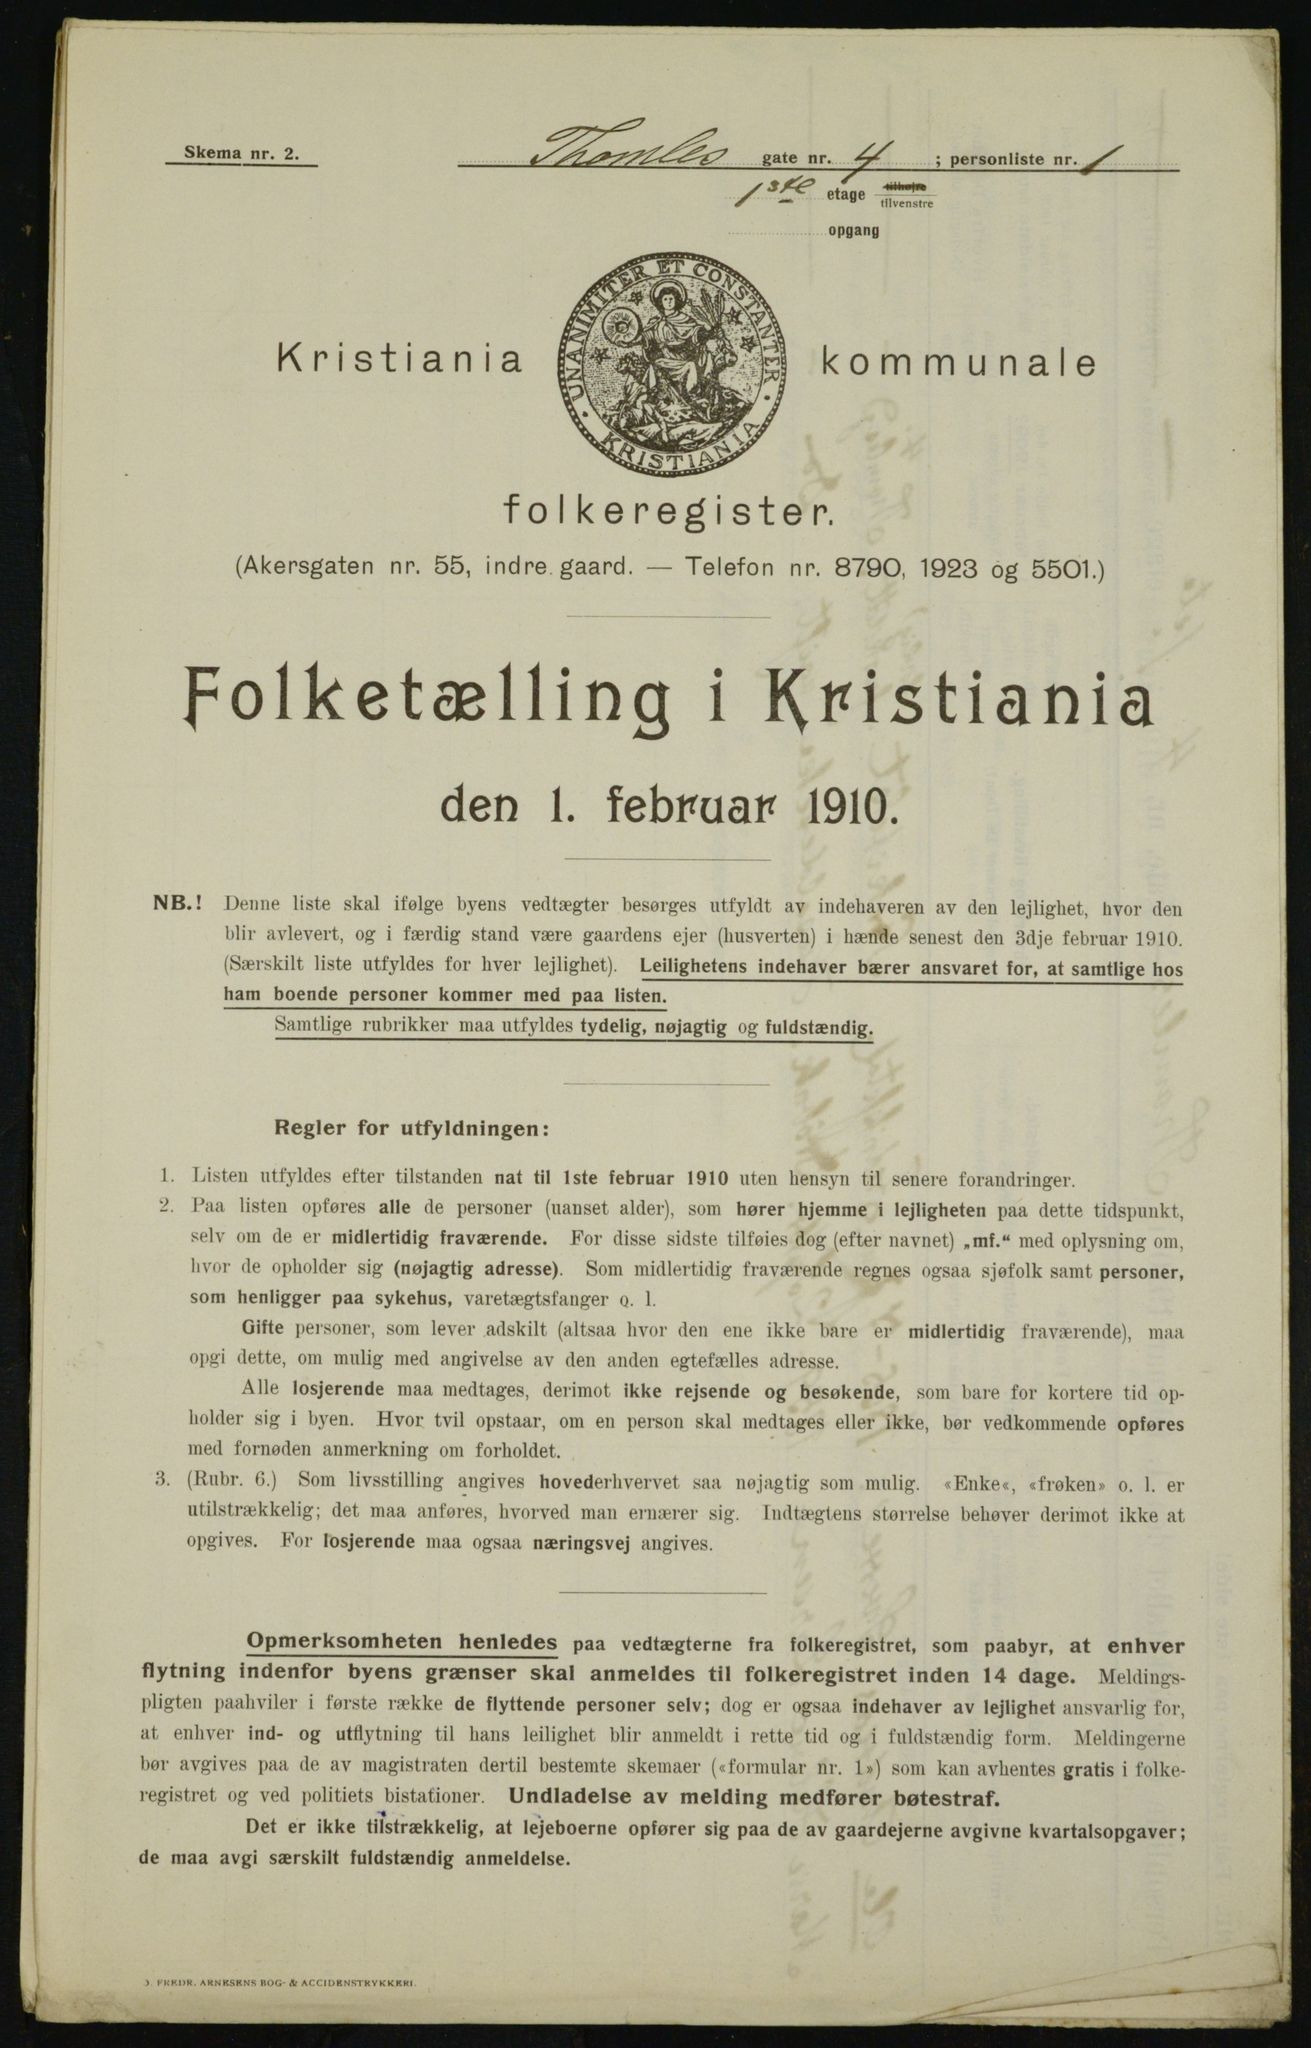 Skema nr. 2.
Thomles gate nr. 4 ; personliste nr. 1
1ste etage tilhøjre
tilvenstre
opgang
UNANIMITER ET CONSTANTER
KRISTIANIA
Kristiania kommunale
folkeregister.
(Akersgaten nr. 55, indre gaard. — Telefon nr. 8790, 1923 og 5501.)
Folketælling i Kristiania
den 1. februar 1910.
NB.! Denne liste skal ifølge byens vedtægter besørges utfyldt av indehaveren av den lejlighet, hvor den
blir avlevert, og i færdig stand være gaardens ejer (husverten) i hænde senest den 3dje februar 1910.
(Særskilt liste utfyldes for hver lejlighet). Leilighetens indehaver bærer ansvaret for, at samtlige hos
ham boende personer kommer med paa listen.
Samtlige rubrikker maa utfyldes tydelig, nøjagtig og fuldstændig.
Regler for utfyldningen:
1. Listen utfyldes efter tilstanden nat til 1ste februar 1910 uten hensyn til senere forandringer.
2. Paa listen opføres alle de personer (uanset alder), som hører hjemme i lejligheten paa dette tidspunkt,
selv om de er midlertidig fraværende. For disse sidste tilføies dog (efter navnet) „mf.“ med oplysning om,
hvor de opholder sig (nøjagtig adresse). Som midlertidig fraværende regnes ogsaa sjøfolk samt personer,
som henligger paa sykehus, varetægtsfanger o. l.
Gifte personer, som lever adskilt (altsaa hvor den ene ikke bare er midlertidig fraværende), maa
opgi dette, om mulig med angivelse av den anden egtefælles adresse.
Alle losjerende maa medtages, derimot ikke rejsende og besøkende, som bare for kortere tid op-
holder sig i byen. Hvor tvil opstaar, om en person skal medtages eller ikke, bør vedkommende opføres
med fornøden anmerkning om forholdet.
3. (Rubr. 6.) Som livsstilling angives hovederhvervet saa nøjagtig som mulig. «Enke«, «frøken» o. l. er
utilstrækkelig; det maa anføres, hvorved man ernærer sig. Indtægtens størrelse behøver derimot ikke at
opgives. For losjerende maa ogsaa næringsvej angives.
Opmerksomheten henledes paa vedtægterne fra folkeregistret, som paabyr, at enhver
flytning indenfor byens grænser skal anmeldes til folkeregistret inden 14 dage. Meldings-
pligten paahviler i første række de flyttende personer selv; dog er ogsaa indehaver av lejlighet ansvarlig for,
at enhver ind- og utflytning til hans leilighet blir anmeldt i rette tid og i fuldstændig form. Meldingerne
bør avgives paa de av magistraten dertil bestemte skemaer («formular nr. 1») som kan avhentes gratis i folke-
registret og ved politiets bistationer. Undladelse av melding medfører bøtestraf.
Det er ikke tilstrækkelig, at lejeboerne opfører sig paa de av gaardejerne avgivne kvartalsopgaver;
de maa avgi særskilt fuldstændig anmeldelse.
FREDR. ARNESENS BOG- & ACCIDENSTRYKKERI.